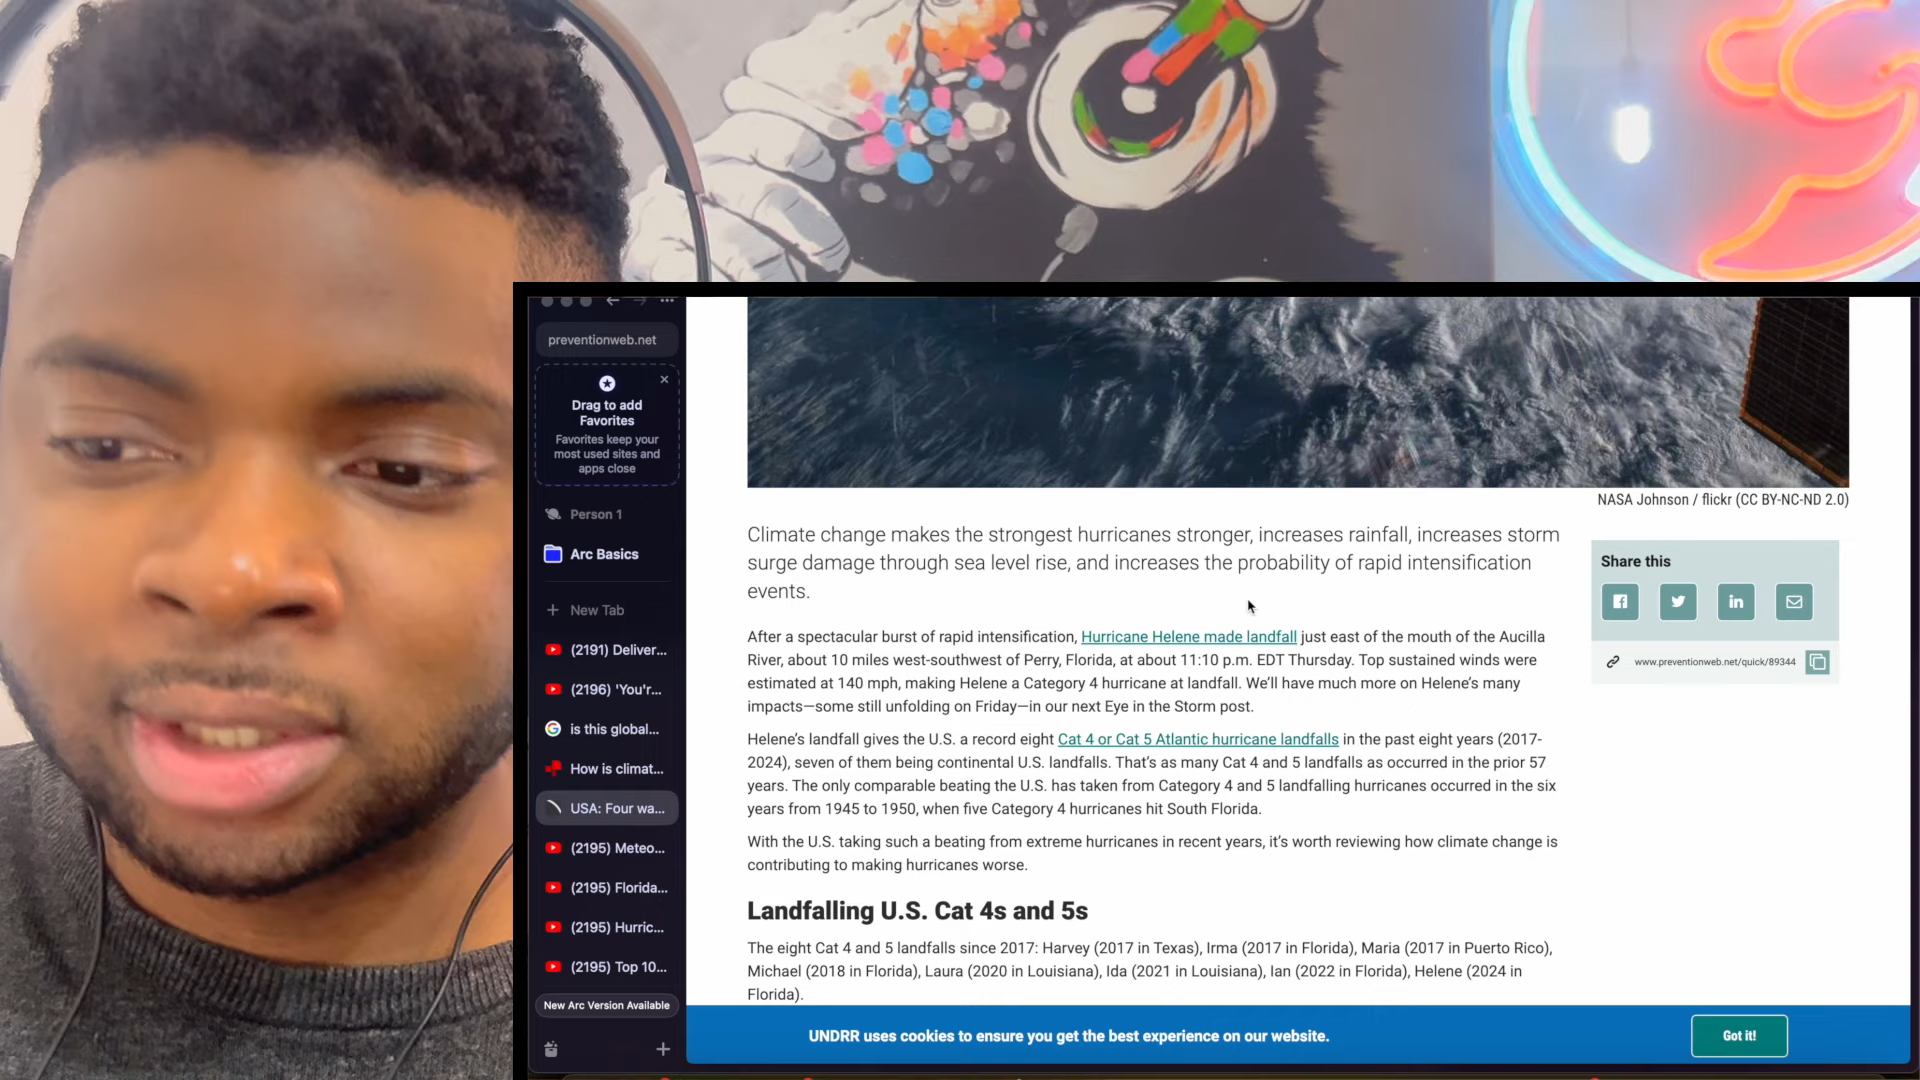 preventionweb.net
Drag to add
Favorites
Favorites keep your
most used sites and
apps close
Person 1
Arc Basics
New Tab
(2191) Deliver...
(2196) 'You'r...
is this global...
How is climat...
USA: Four wa...
(2195) Meteo...
(2195) Florida...
(2195) Hurric...
(2195) Top 10...
New Arc Version Available
NASA Johnson / flickr (CC BY-NC-ND 2.0)
Climate change makes the strongest hurricanes stronger, increases rainfall, increases storm
surge damage through sea level rise, and increases the probability of rapid intensification
events.
After a spectacular burst of rapid intensification, Hurricane Helene made landfall just east of the mouth of the Aucilla
River, about 10 miles west-southwest of Perry, Florida, at about 11:10 p.m. EDT Thursday. Top sustained winds were
estimated at 140 mph, making Helene a Category 4 hurricane at landfall. We'll have much more on Helene's many
impacts—some still unfolding on Friday—in our next Eye in the Storm post.
Helene's landfall gives the U.S. a record eight Cat 4 or Cat 5 Atlantic hurricane landfalls in the past eight years (2017-
2024), seven of them being continental U.S. landfalls. That's as many Cat 4 and 5 landfalls as occurred in the prior 57
years. The only comparable beating the U.S. has taken from Category 4 and 5 landfalling hurricanes occurred in the six
years from 1945 to 1950, when five Category 4 hurricanes hit South Florida.
With the U.S. taking such a beating from extreme hurricanes in recent years, it's worth reviewing how climate change is
contributing to making hurricanes worse.
Landfalling U.S. Cat 4s and 5s
The eight Cat 4 and 5 landfalls since 2017: Harvey (2017 in Texas), Irma (2017 in Florida), Maria (2017 in Puerto Rico),
Michael (2018 in Florida), Laura (2020 in Louisiana), Ida (2021 in Louisiana), Ian (2022 in Florida), Helene (2024 in
Florida).
Share this
www.preventionweb.net/quick/89344
UNDRR uses cookies to ensure you get the best experience on our website.
Got it!